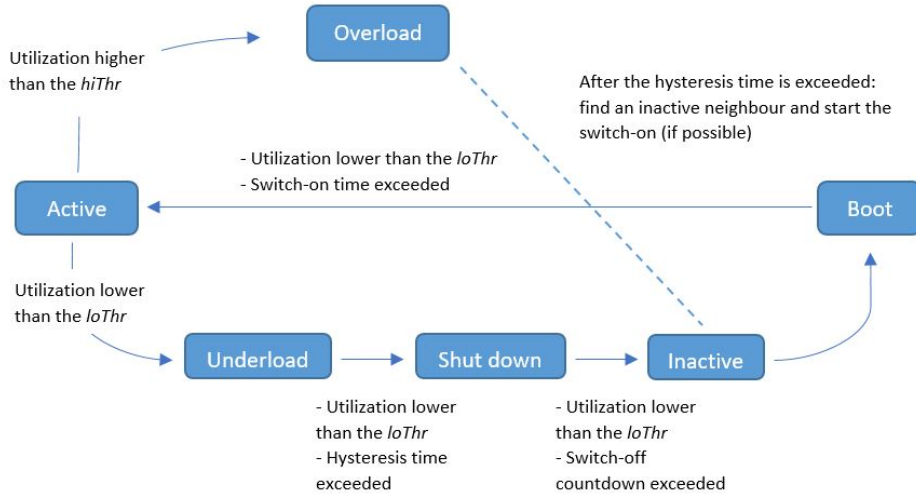 Overload
Utilization higher
than the hiThr
After the hysteresis time is exceeded:
find an inactive neighbour and start the
switch-on (if possible)
- Utilization lower than the loThr
- Switch-on time exceeded
Active
Boot
Utilization lower
than the loThr
Underload
Shut down
Inactive
- Utilization lower
than the loThr
- Hysteresis time
exceeded
- Utilization lower
than the loThr
- Switch-off
countdown exceeded